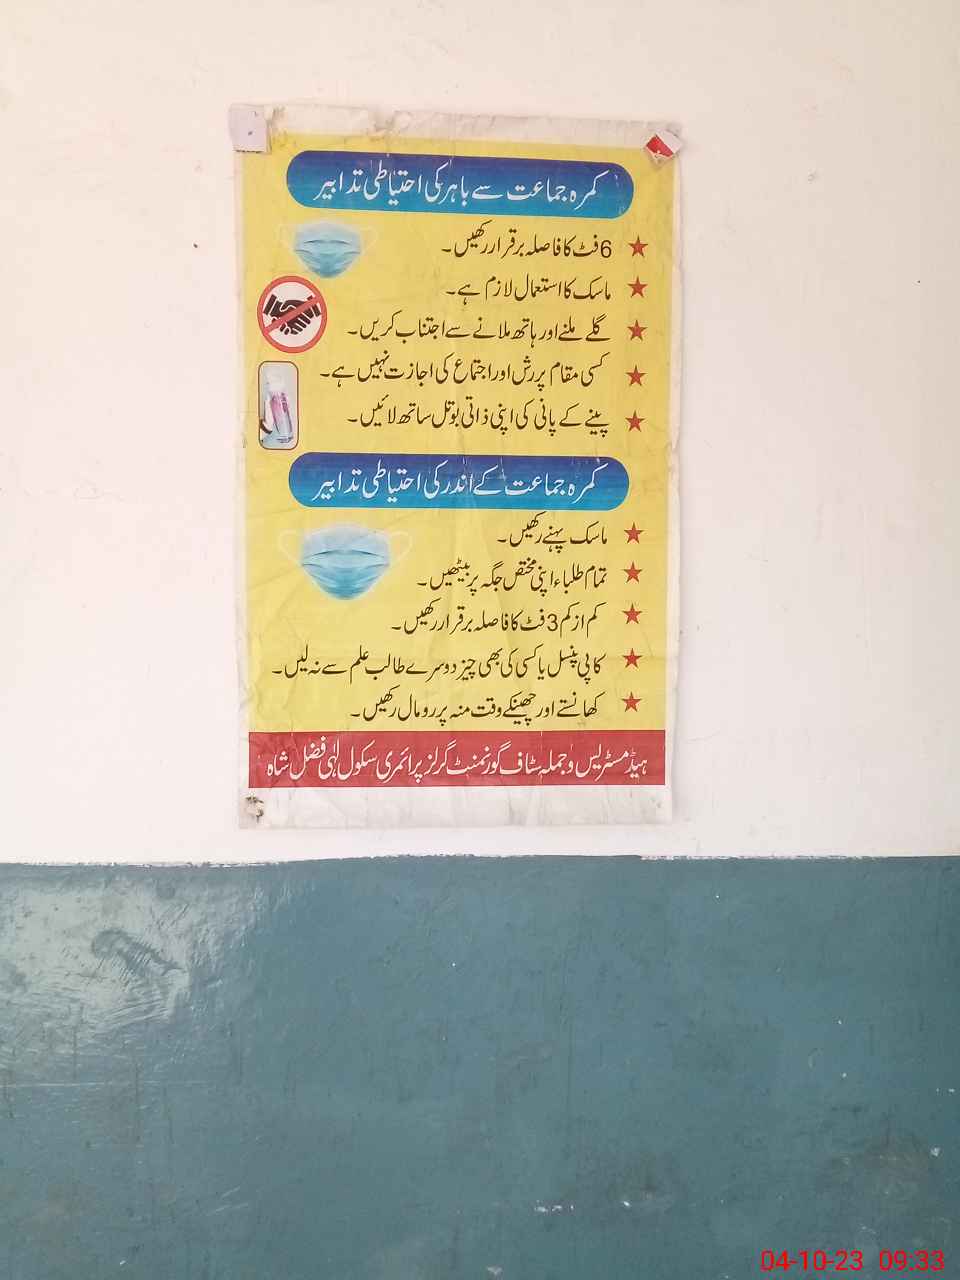 کمرہ جماعت سے باہر کی احتیاطی تدابیر
6 فٹ کا فاصلہ برقرار رکھیں۔
ماسک کا استعمال لازم ہے۔
گلے ملنے اور ہاتھ ملانے سے اجتناب کریں۔
کسی مقام پر رش اور اجتماع کی اجازت نہیں ہے۔
پینے کے پانی کی اپنی ذاتی بوتل ساتھ لائیں۔
کمرہ جماعت کے اندر کی احتیاطی تدابیر
ماسک پہنے رکھیں۔
تمام طلباء اپنی مختص جگہ پر بیٹھیں۔
کم از کم 3 فٹ کا فاصلہ برقرار رکھیں۔
کاپی پنسل یا کسی کی بھی چیز دوسرے طالب علم سے نہ لیں۔
کھانستے اور چھینکے وقت منہ پر رومال رکھیں۔
ہیڈ مسٹریس و جملہ سٹاف گورنمنٹ گرلز پرائمری سکول الٰہی فضل شاہ
04-10-23 09:33